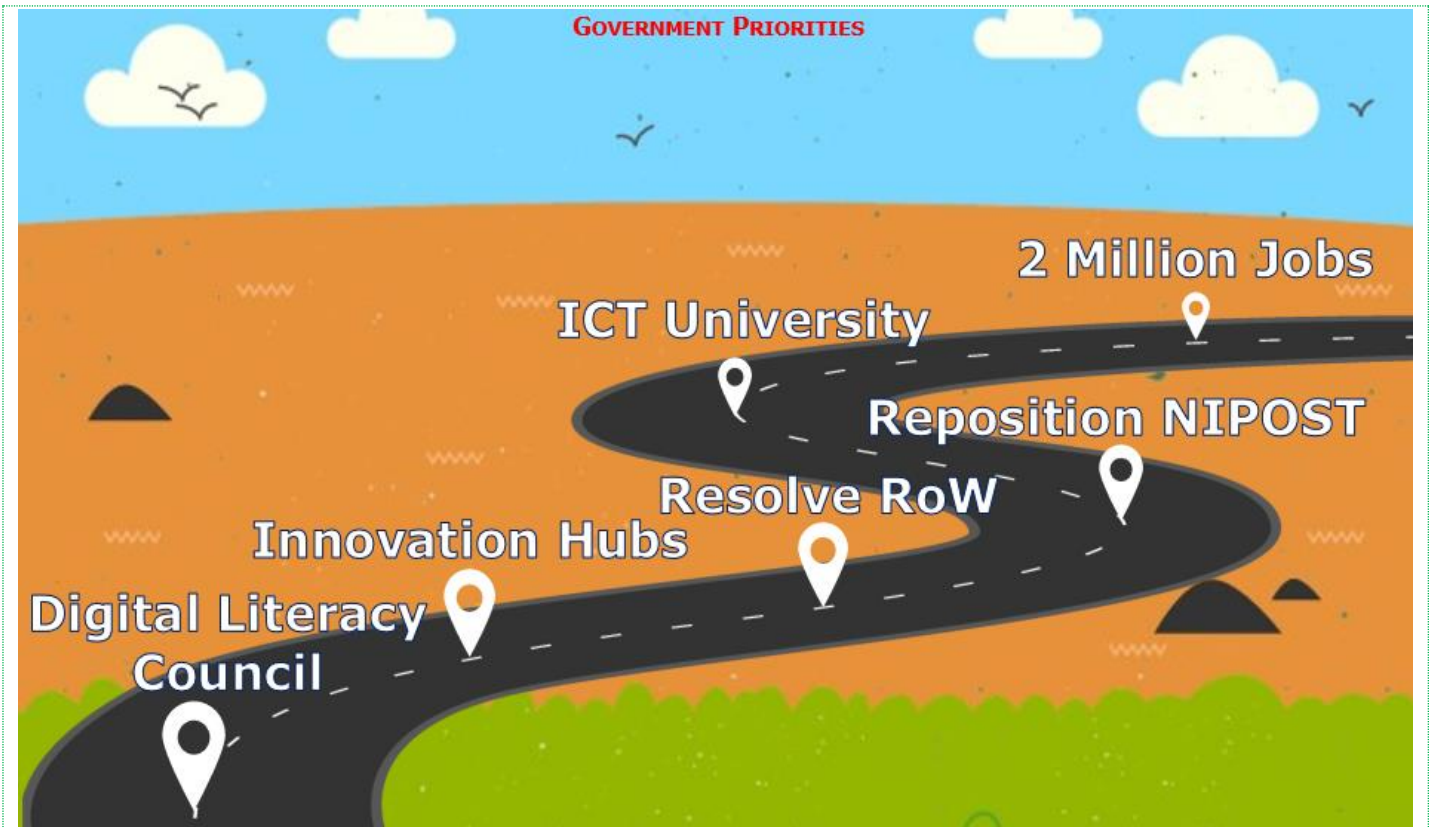 GOVERNMENT PRIORITIES
2 Million Jobs
ICT University
Reposition NIPOST
Resolve RoW
Innovation Hubs
Digital Literacy
Council